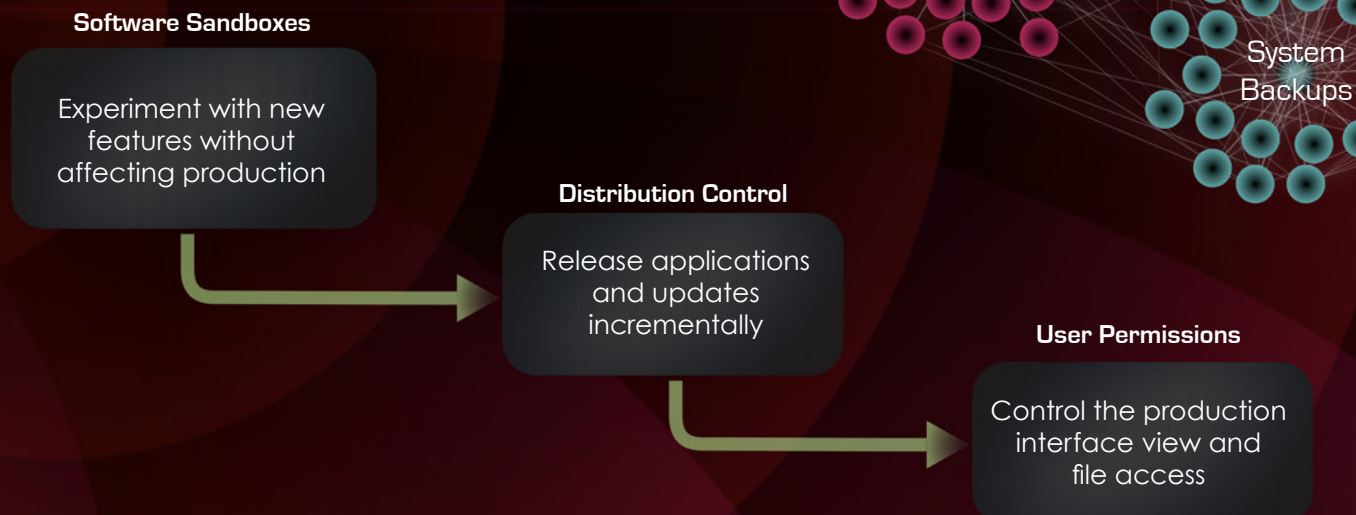 Software Sandboxes
Experiment with new
features without
affecting production
System
Backups
Distribution Control
Release applications
and updates
incrementally
User Permissions
Control the production
interface view and
file access